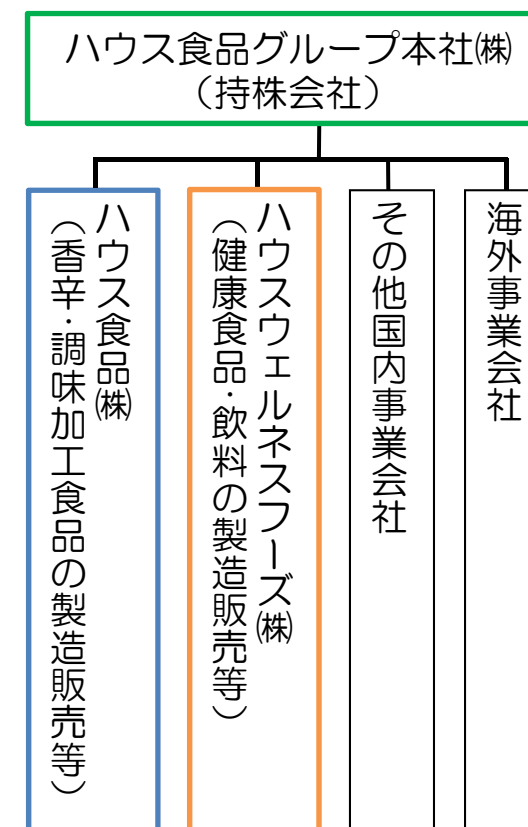 ハウス食品グループ本社㈱
（持株会社）
ハウス食品㈱
（香辛・調味加工食品の製造販売等）
ハウスウェルネスフーズ㈱
（健康食品・飲料の製造販売等）
その他国内事業会社
海外事業会社